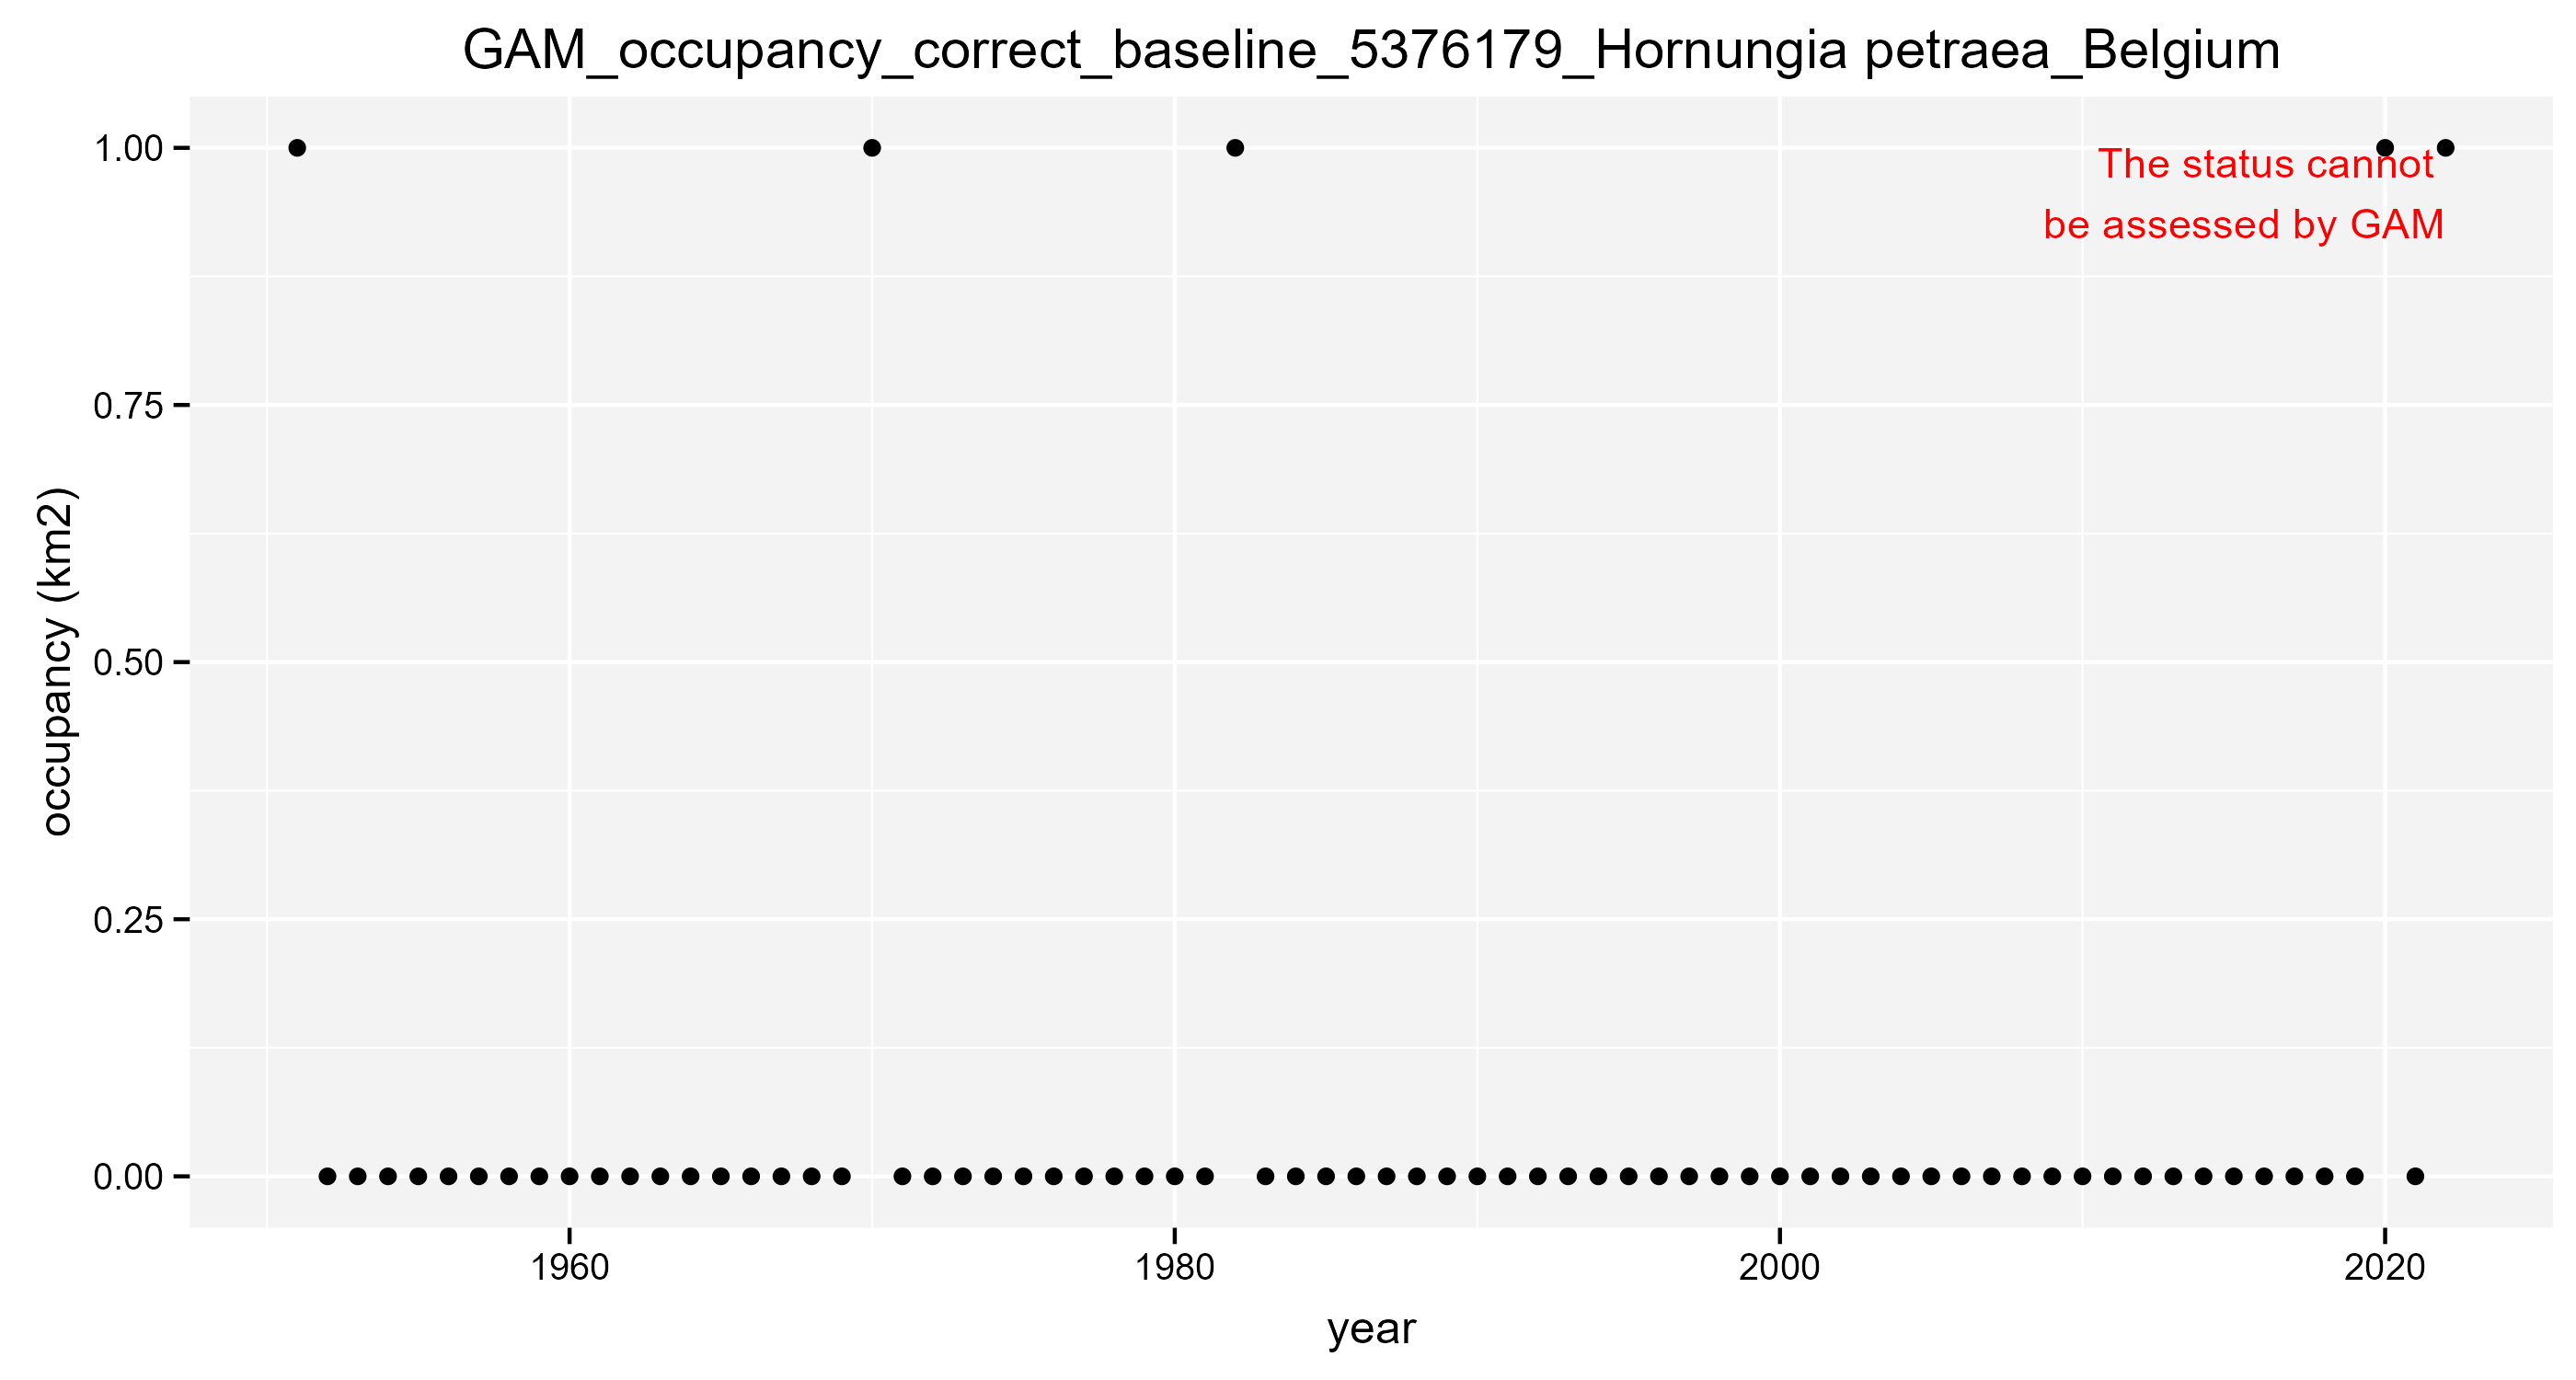 GAM_occupancy_correct_baseline_5376179_Hornungia petraea_Belgium
The status cannot
be assessed by GAM
occupancy (km2)
1.00
0.75
0.50
0.25
0.00
1960
1980
2000
2020
year